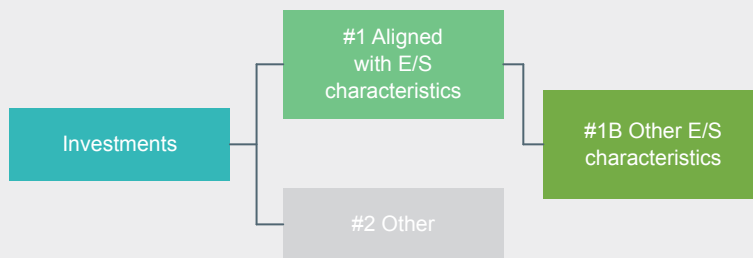 #1 Aligned
with E/S
characteristics
Investments
#1B Other E/S
characteristics
#2 Other